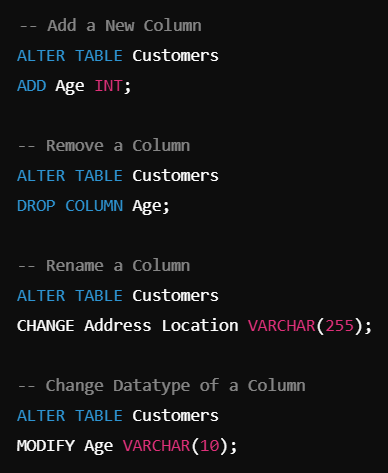 -- Add a New Column
ALTER TABLE Customers
ADD Age INT;
-- Remove a Column
ALTER TABLE Customers
DROP COLUMN Age;
-- Rename a Column
ALTER TABLE Customers
CHANGE Address Location VARCHAR(255);
-- Change Datatype of a Column
ALTER TABLE Customers
MODIFY Age VARCHAR(10);